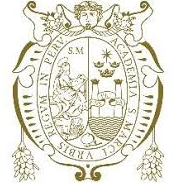 ACADEMIA S. MARCI VRBIS REGVM IN PERV
S.M